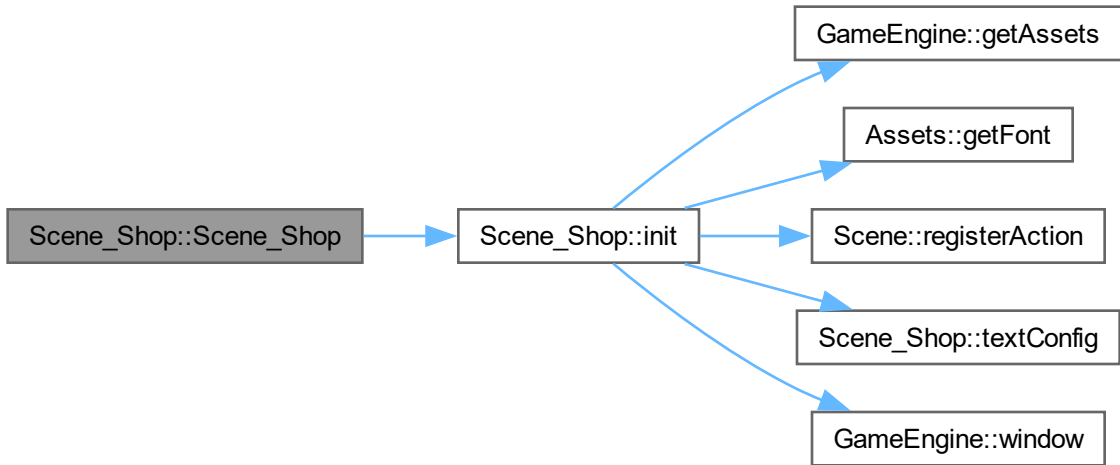 Scene_Shop::Scene_Shop
Scene_Shop::init
GameEngine::getAssets
Assets::getFont
Scene::registerAction
Scene_Shop::textConfig
GameEngine::window